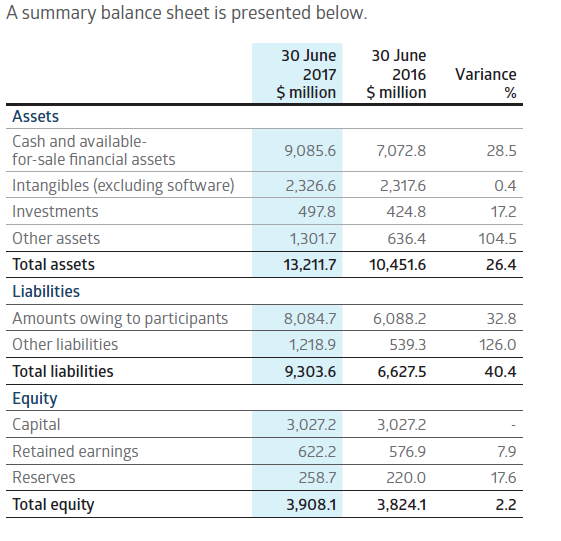 A summary balance sheet is presented below.
30 June 2017 $ million 30 June 2016 $ million Variance %
Assets
Cash and available-
for-sale financial assets 9,085.6 7,072.8 28.5
Intangibles (excluding software) 2,326.6 2,317.6 0.4
Investments 497.8 424.8 17.2
Other assets 1,301.7 636.4 104.5
Total assets 13,211.7 10,451.6 26.4
Liabilities
Amounts owing to participants 8,084.7 6,088.2 32.8
Other liabilities 1,218.9 539.3 126.0
Total liabilities 9,303.6 6,627.5 40.4
Equity
Capital 3,027.2 3,027.2 -
Retained earnings 622.2 576.9 7.9
Reserves 258.7 220.0 17.6
Total equity 3,908.1 3,824.1 2.2